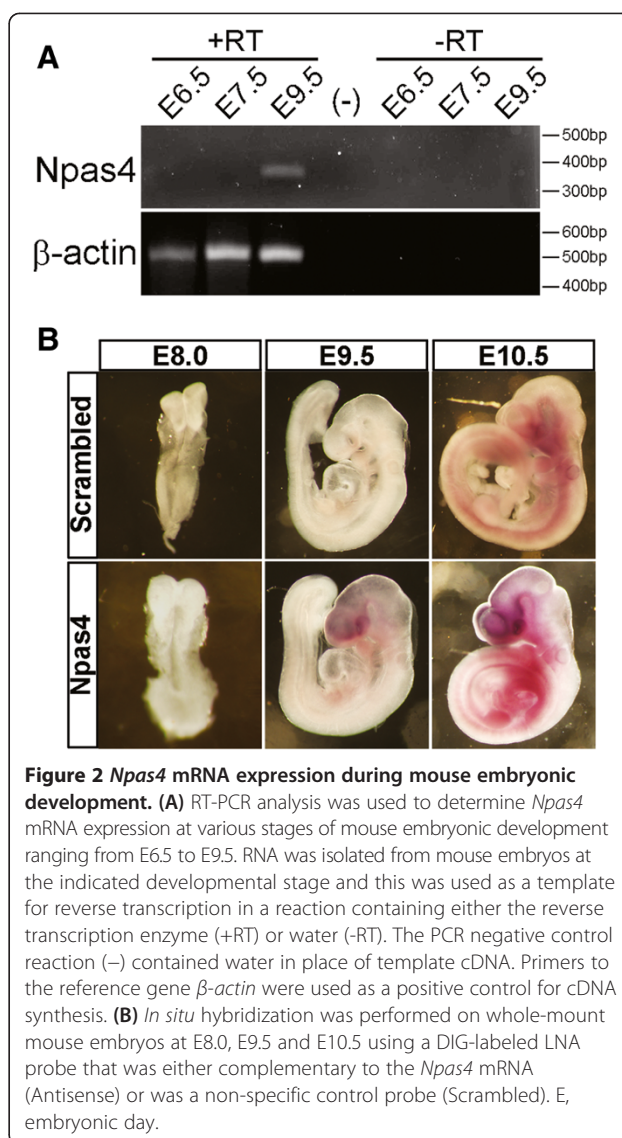 A
+RT
-RT
E6.5
E7.5
E9.5
(-)
E6.5
E7.5
E9.5
Npas4
500bp
400bp
300bp
β-actin
600bp
500bp
400bp
B
E8.0
E9.5
E10.5
Scrambled
Npas4
Figure 2 Npas4 mRNA expression during mouse embryonic
development. (A) RT-PCR analysis was used to determine Npas4
mRNA expression at various stages of mouse embryonic development
ranging from E6.5 to E9.5. RNA was isolated from mouse embryos at
the indicated developmental stage and this was used as a template
for reverse transcription in a reaction containing either the reverse
transcription enzyme (+RT) or water (-RT). The PCR negative control
reaction (−) contained water in place of template cDNA. Primers to
the reference gene β-actin were used as a positive control for cDNA
synthesis. (B) In situ hybridization was performed on whole-mount
mouse embryos at E8.0, E9.5 and E10.5 using a DIG-labeled LNA
probe that was either complementary to the Npas4 mRNA
(Antisense) or was a non-specific control probe (Scrambled). E,
embryonic day.